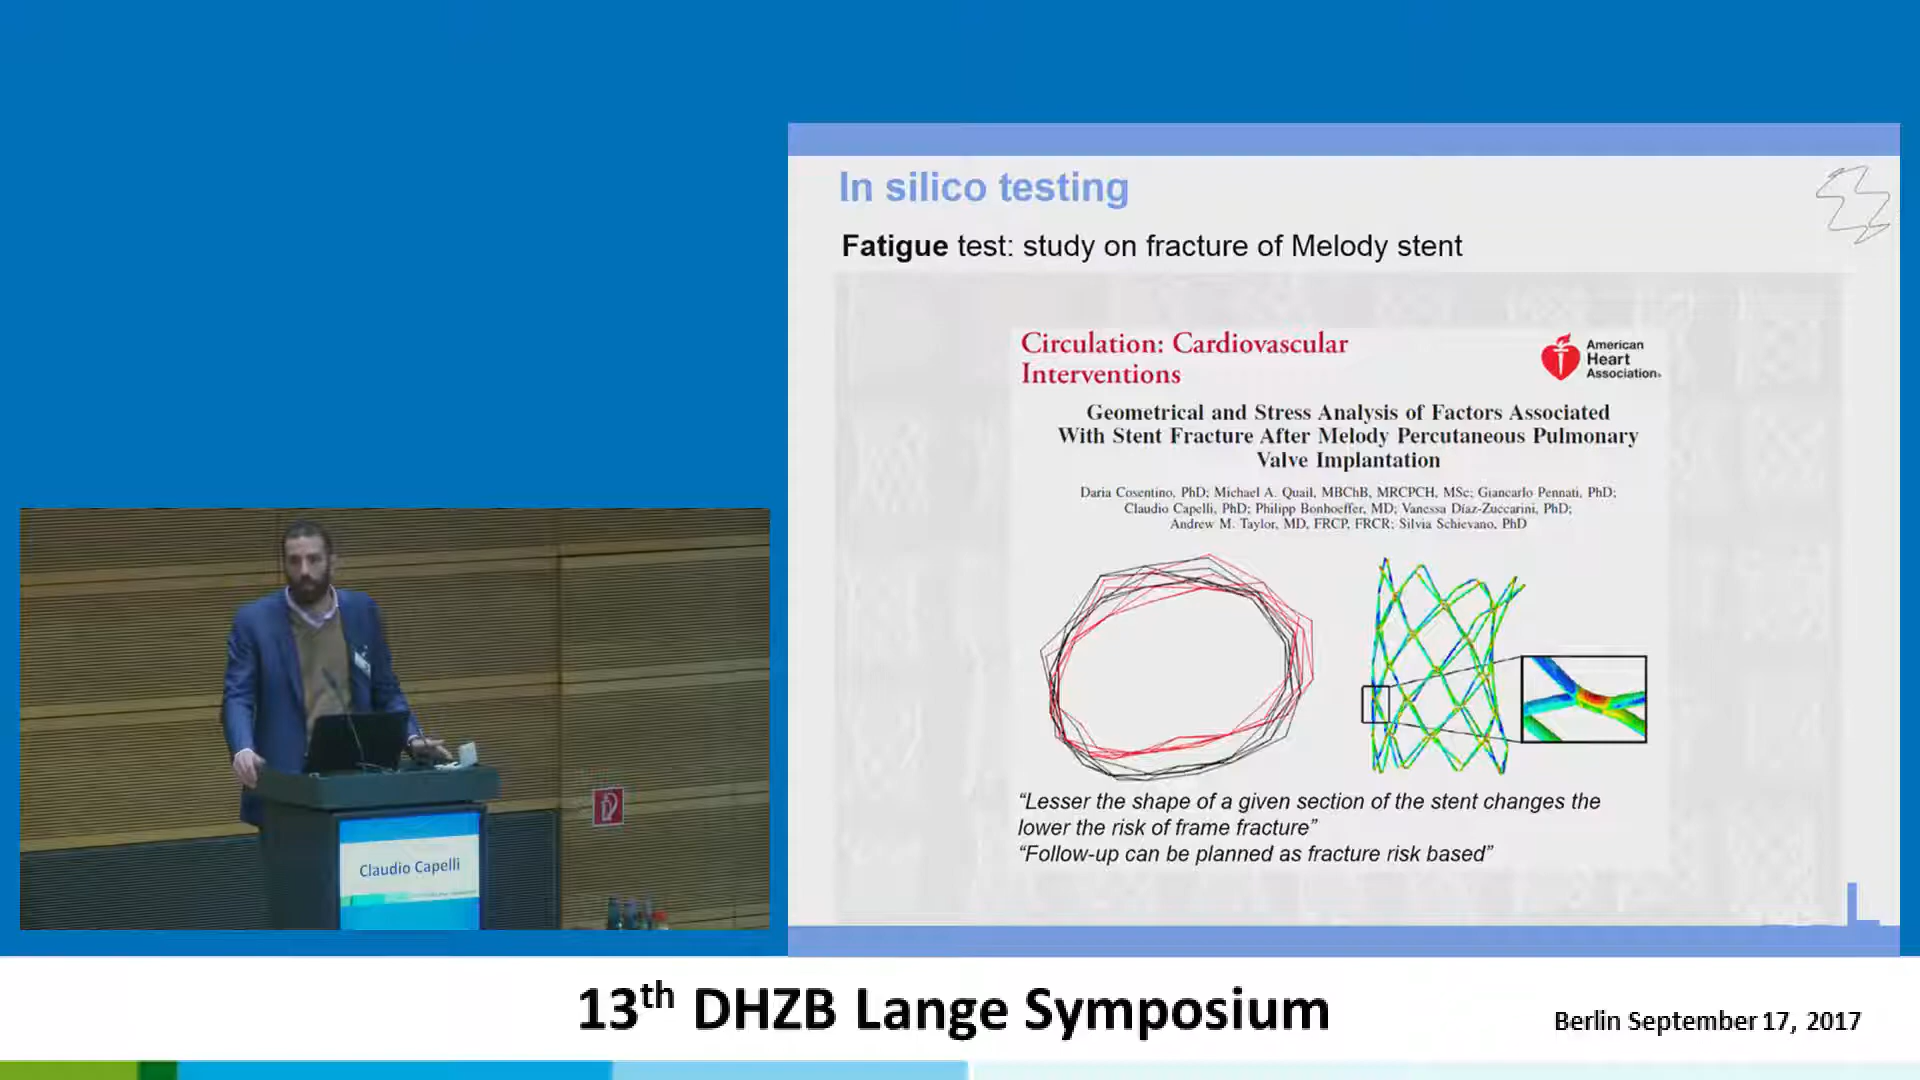 In silico testing
Fatigue test: study on fracture of Melody stent
Circulation: Cardiovascular
Interventions
American
Heart
Association®
Geometrical and Stress Analysis of Factors Associated
With Stent Fracture After Melody Percutaneous Pulmonary
Valve Implantation
Daria Cosentino, PhD; Michael A. Quail, MBChB, MRCPCH, MSc; Giancarlo Pennati, PhD;
Claudio Capelli, PhD; Philipp Bonhoeffer, MD; Vanessa Díaz-Zuccarini, PhD;
Andrew M. Taylor, MD, FRCP, FRCR; Silvia Schievano, PhD
“Lesser the shape of a given section of the stent changes the
lower the risk of frame fracture”
“Follow-up can be planned as fracture risk based”
Claudio Capelli
13th DHZB Lange Symposium
Berlin September 17, 2017